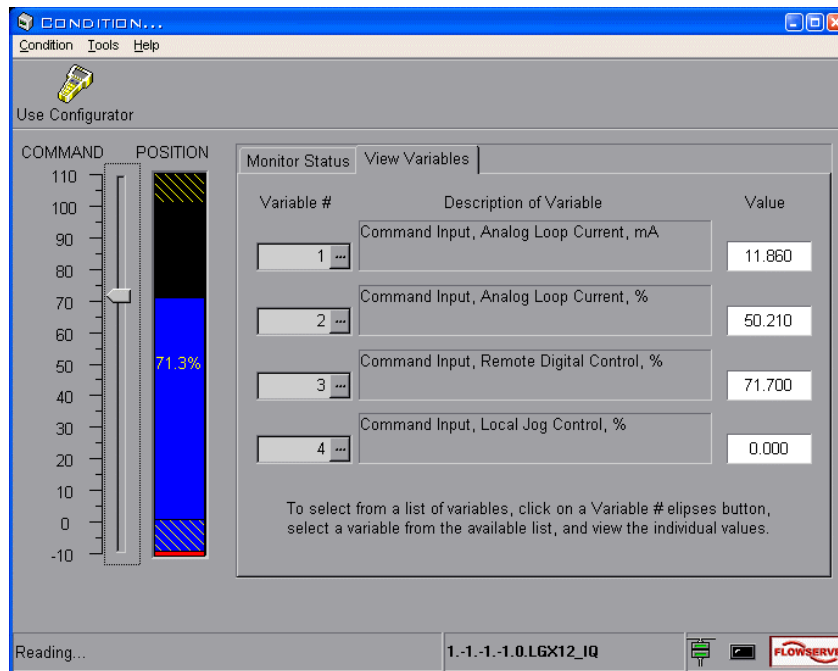 CONDITION...
Condition Tools Help
Use Configurator
COMMAND POSITION
110
100
90
80
70
60
50
40
30
20
10
0
-10
71.3%
Monitor Status View Variables
Variable # Description of Variable Value
1 ... Command Input, Analog Loop Current, mA 11.860
2 ... Command Input, Analog Loop Current, % 50.210
3 ... Command Input, Remote Digital Control, % 71.700
4 ... Command Input, Local Jog Control, % 0.000
To select from a list of variables, click on a Variable # elipses button,
select a variable from the available list, and view the individual values.
Reading... 1.-1.-1.-1.0.LGX12_IQ FLOWSERVE